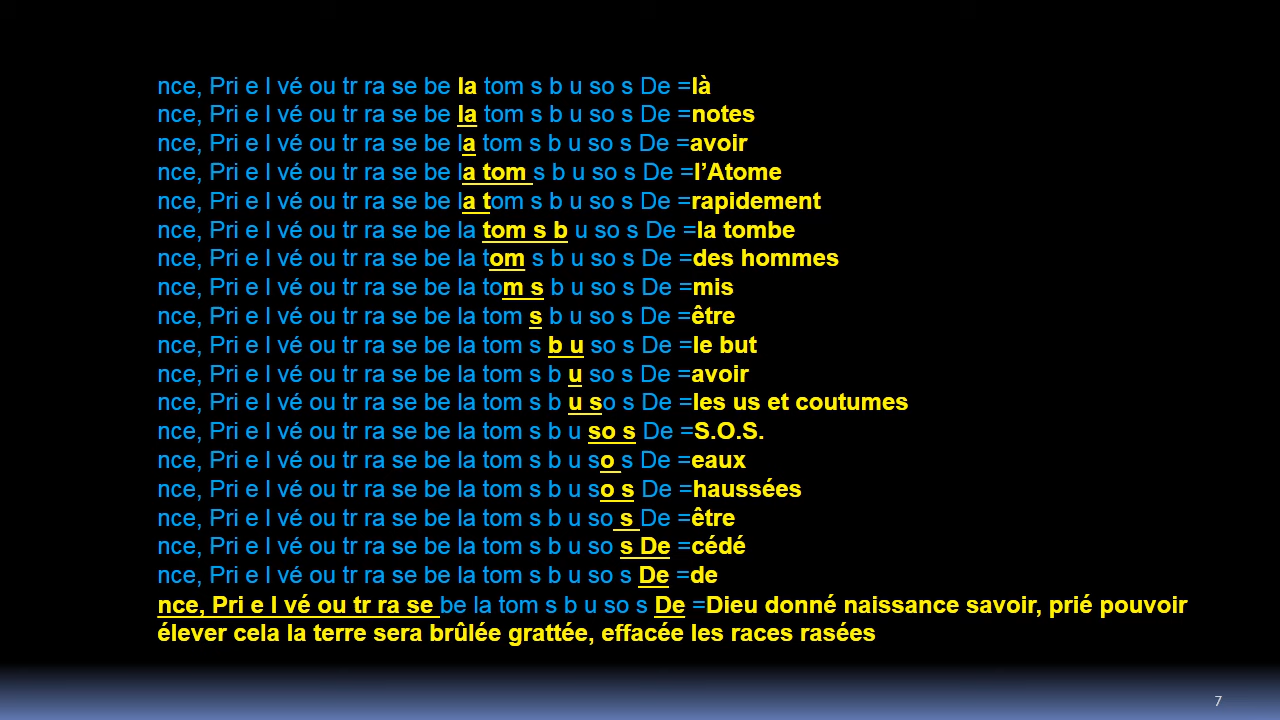 nce, Pri e l vé ou tr ra se be la tom s b u so s De =là
nce, Pri e l vé ou tr ra se be la tom s b u so s De =notes
nce, Pri e l vé ou tr ra se be la tom s b u so s De =avoir
nce, Pri e l vé ou tr ra se be la tom s b u so s De =l’Atome
nce, Pri e l vé ou tr ra se be la tom s b u so s De =rapidement
nce, Pri e l vé ou tr ra se be la tom s b u so s De =la tombe
nce, Pri e l vé ou tr ra se be la tom s b u so s De =des hommes
nce, Pri e l vé ou tr ra se be la tom s b u so s De =mis
nce, Pri e l vé ou tr ra se be la tom s b u so s De =être
nce, Pri e l vé ou tr ra se be la tom s b u so s De =le but
nce, Pri e l vé ou tr ra se be la tom s b u so s De =avoir
nce, Pri e l vé ou tr ra se be la tom s b u so s De =les us et coutumes
nce, Pri e l vé ou tr ra se be la tom s b u so s De =S.O.S.
nce, Pri e l vé ou tr ra se be la tom s b u so s De =eaux
nce, Pri e l vé ou tr ra se be la tom s b u so s De =haussées
nce, Pri e l vé ou tr ra se be la tom s b u so s De =être
nce, Pri e l vé ou tr ra se be la tom s b u so s De =cédé
nce, Pri e l vé ou tr ra se be la tom s b u so s De =de
nce, Pri e l vé ou tr ra se be la tom s b u so s De =Dieu donné naissance savoir, prié pouvoir
élever cela la terre sera brûlée grattée, effacée les races rasées
7